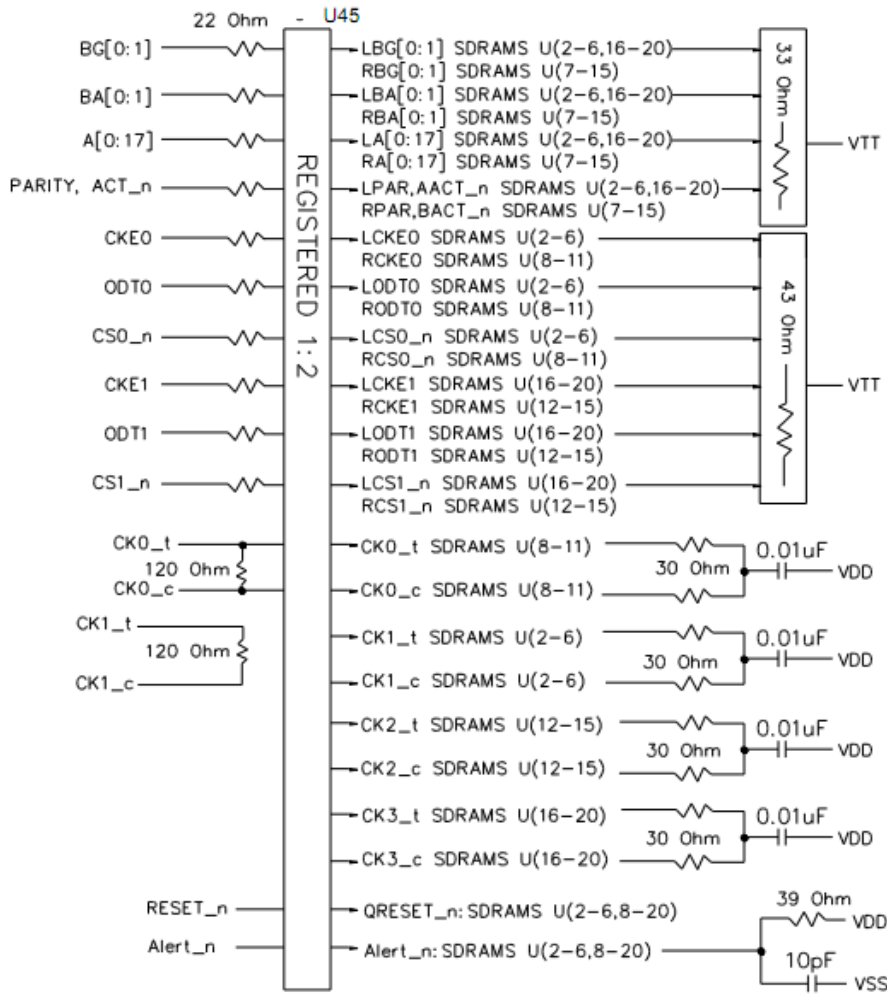 22 Ohm - U45
BG[0:1] LBG[0:1] SDRAMS U(2-6,16-20)
RBG[0:1] SDRAMS U(7-15)
BA[0:1] LBA[0:1] SDRAMS U(2-6,16-20)
RBA[0:1] SDRAMS U(7-15)
A[0:17] LA[0:17] SDRAMS U(2-6,16-20)
RA[0:17] SDRAMS U(7-15)
PARITY, ACT_n LPAR,AACT_n SDRAMS U(2-6,16-20)
RPAR,BACT_n SDRAMS U(7-15)
33 Ohm
VTT
REGISTERED 1:2
CKE0 LCKE0 SDRAMS U(2-6)
RCKE0 SDRAMS U(8-11)
ODT0 LODT0 SDRAMS U(2-6)
RODT0 SDRAMS U(8-11)
CS0_n LCS0_n SDRAMS U(2-6)
RCS0_n SDRAMS U(8-11)
CKE1 LCKE1 SDRAMS U(16-20)
RCKE1 SDRAMS U(12-15)
ODT1 LODT1 SDRAMS U(16-20)
RODT1 SDRAMS U(12-15)
CS1_n LCS1_n SDRAMS U(16-20)
RCS1_n SDRAMS U(12-15)
43 Ohm
VTT
CK0_t CK0_t SDRAMS U(8-11) 0.01uF
120 Ohm 30 Ohm VDD
CK0_c CK0_c SDRAMS U(8-11)
CK1_t CK1_t SDRAMS U(2-6) 0.01uF
120 Ohm 30 Ohm VDD
CK1_c CK1_c SDRAMS U(2-6)
CK2_t SDRAMS U(12-15) 0.01uF
30 Ohm VDD
CK2_c SDRAMS U(12-15)
CK3_t SDRAMS U(16-20) 0.01uF
30 Ohm VDD
CK3_c SDRAMS U(16-20)
RESET_n QRESET_n: SDRAMS U(2-6,8-20)
39 Ohm
VDD
Alert_n Alert_n: SDRAMS U(2-6,8-20)
10pF
VSS